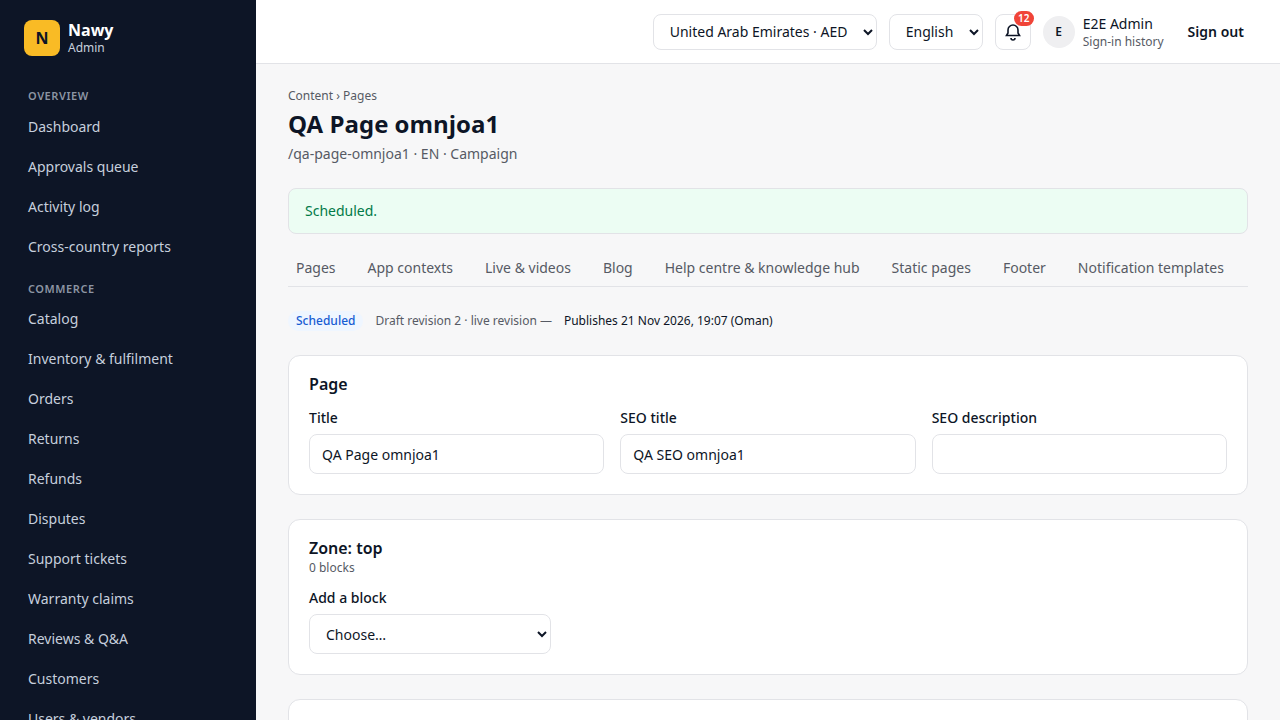 N
Nawy
Admin
OVERVIEW
Dashboard
Approvals queue
Activity log
Cross-country reports
COMMERCE
Catalog
Inventory & fulfilment
Orders
Returns
Refunds
Disputes
Support tickets
Warranty claims
Reviews & Q&A
Customers
Users & vendors
United Arab Emirates · AED
English
12
E
E2E Admin
Sign-in history
Sign out
Content › Pages
QA Page omnjoa1
/qa-page-omnjoa1 · EN · Campaign
Scheduled.
Pages App contexts Live & videos Blog Help centre & knowledge hub Static pages Footer Notification templates
Scheduled Draft revision 2 · live revision — Publishes 21 Nov 2026, 19:07 (Oman)
Page
Title SEO title SEO description
QA Page omnjoa1 QA SEO omnjoa1
Zone: top
0 blocks
Add a block
Choose...